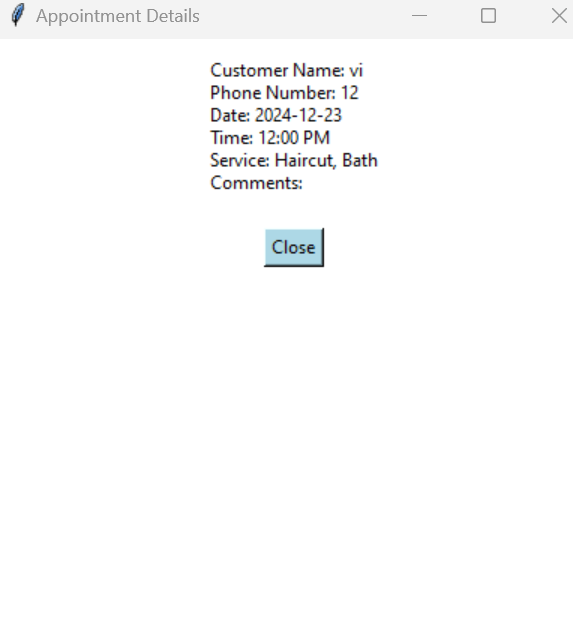 Appointment Details
Customer Name: vi
Phone Number: 12
Date: 2024-12-23
Time: 12:00 PM
Service: Haircut, Bath
Comments:
Close